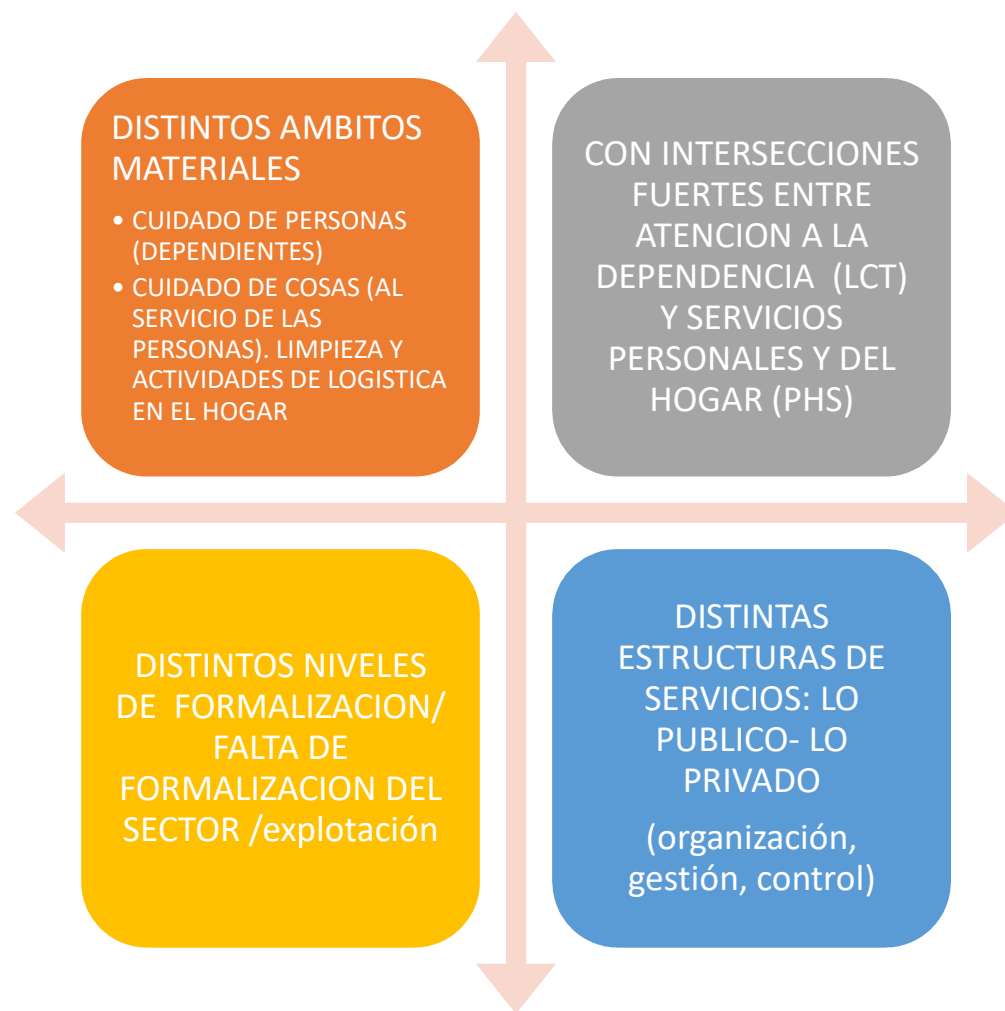 DISTINTOS AMBITOS
MATERIALES
• CUIDADO DE PERSONAS
(DEPENDIENTES)
• CUIDADO DE COSAS (AL
SERVICIO DE LAS
PERSONAS). LIMPIEZA Y
ACTIVIDADES DE LOGISTICA
EN EL HOGAR
CON INTERSECCIONES
FUERTES ENTRE
ATENCION A LA
DEPENDENCIA (LCT)
Y SERVICIOS
PERSONALES Y DEL
HOGAR (PHS)
DISTINTOS NIVELES
DE FORMALIZACION/
FALTA DE
FORMALIZACION DEL
SECTOR /explotación
DISTINTAS
ESTRUCTURAS DE
SERVICIOS: LO
PUBLICO- LO
PRIVADO
(organización,
gestión, control)